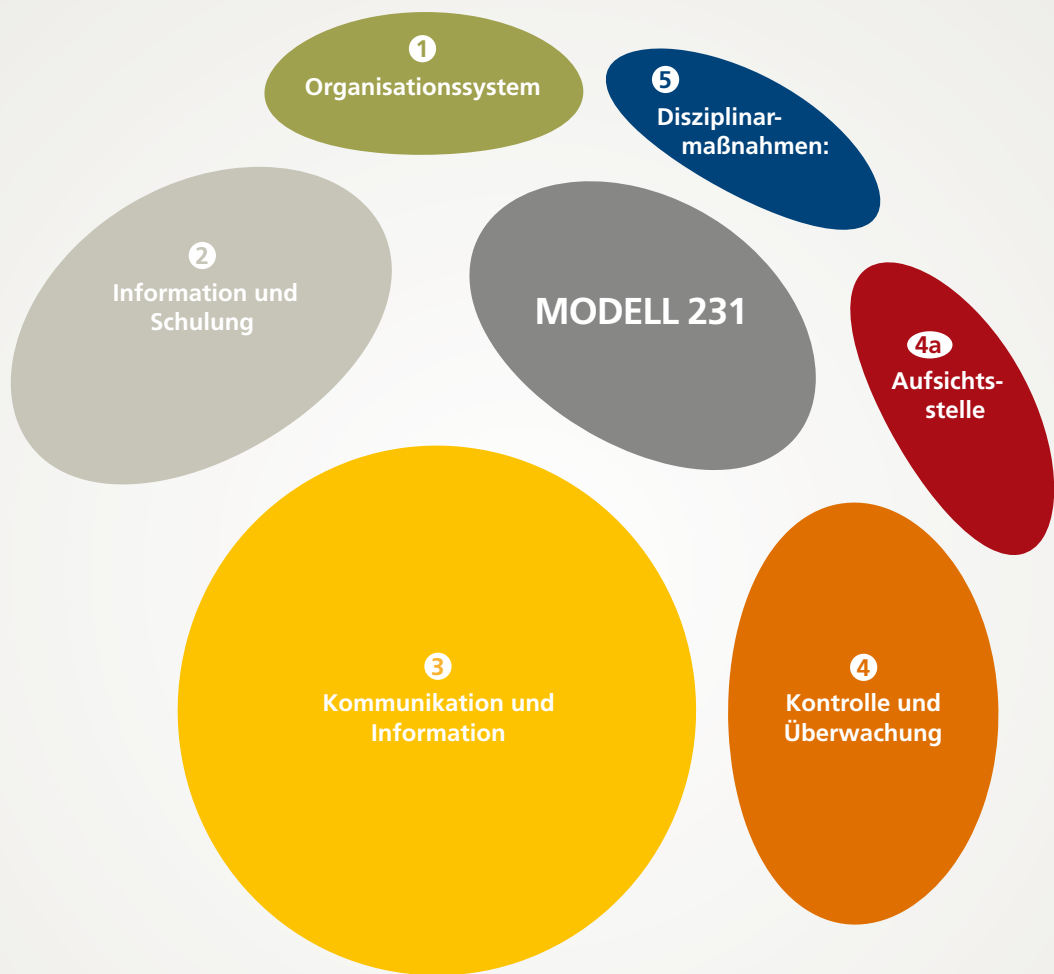 1
Organisationssystem
5
Disziplinar-
maßnahmen:
2
Information und
Schulung
MODELL 231
4a
Aufsichts-
stelle
3
Kommunikation und
Information
4
Kontrolle und
Überwachung